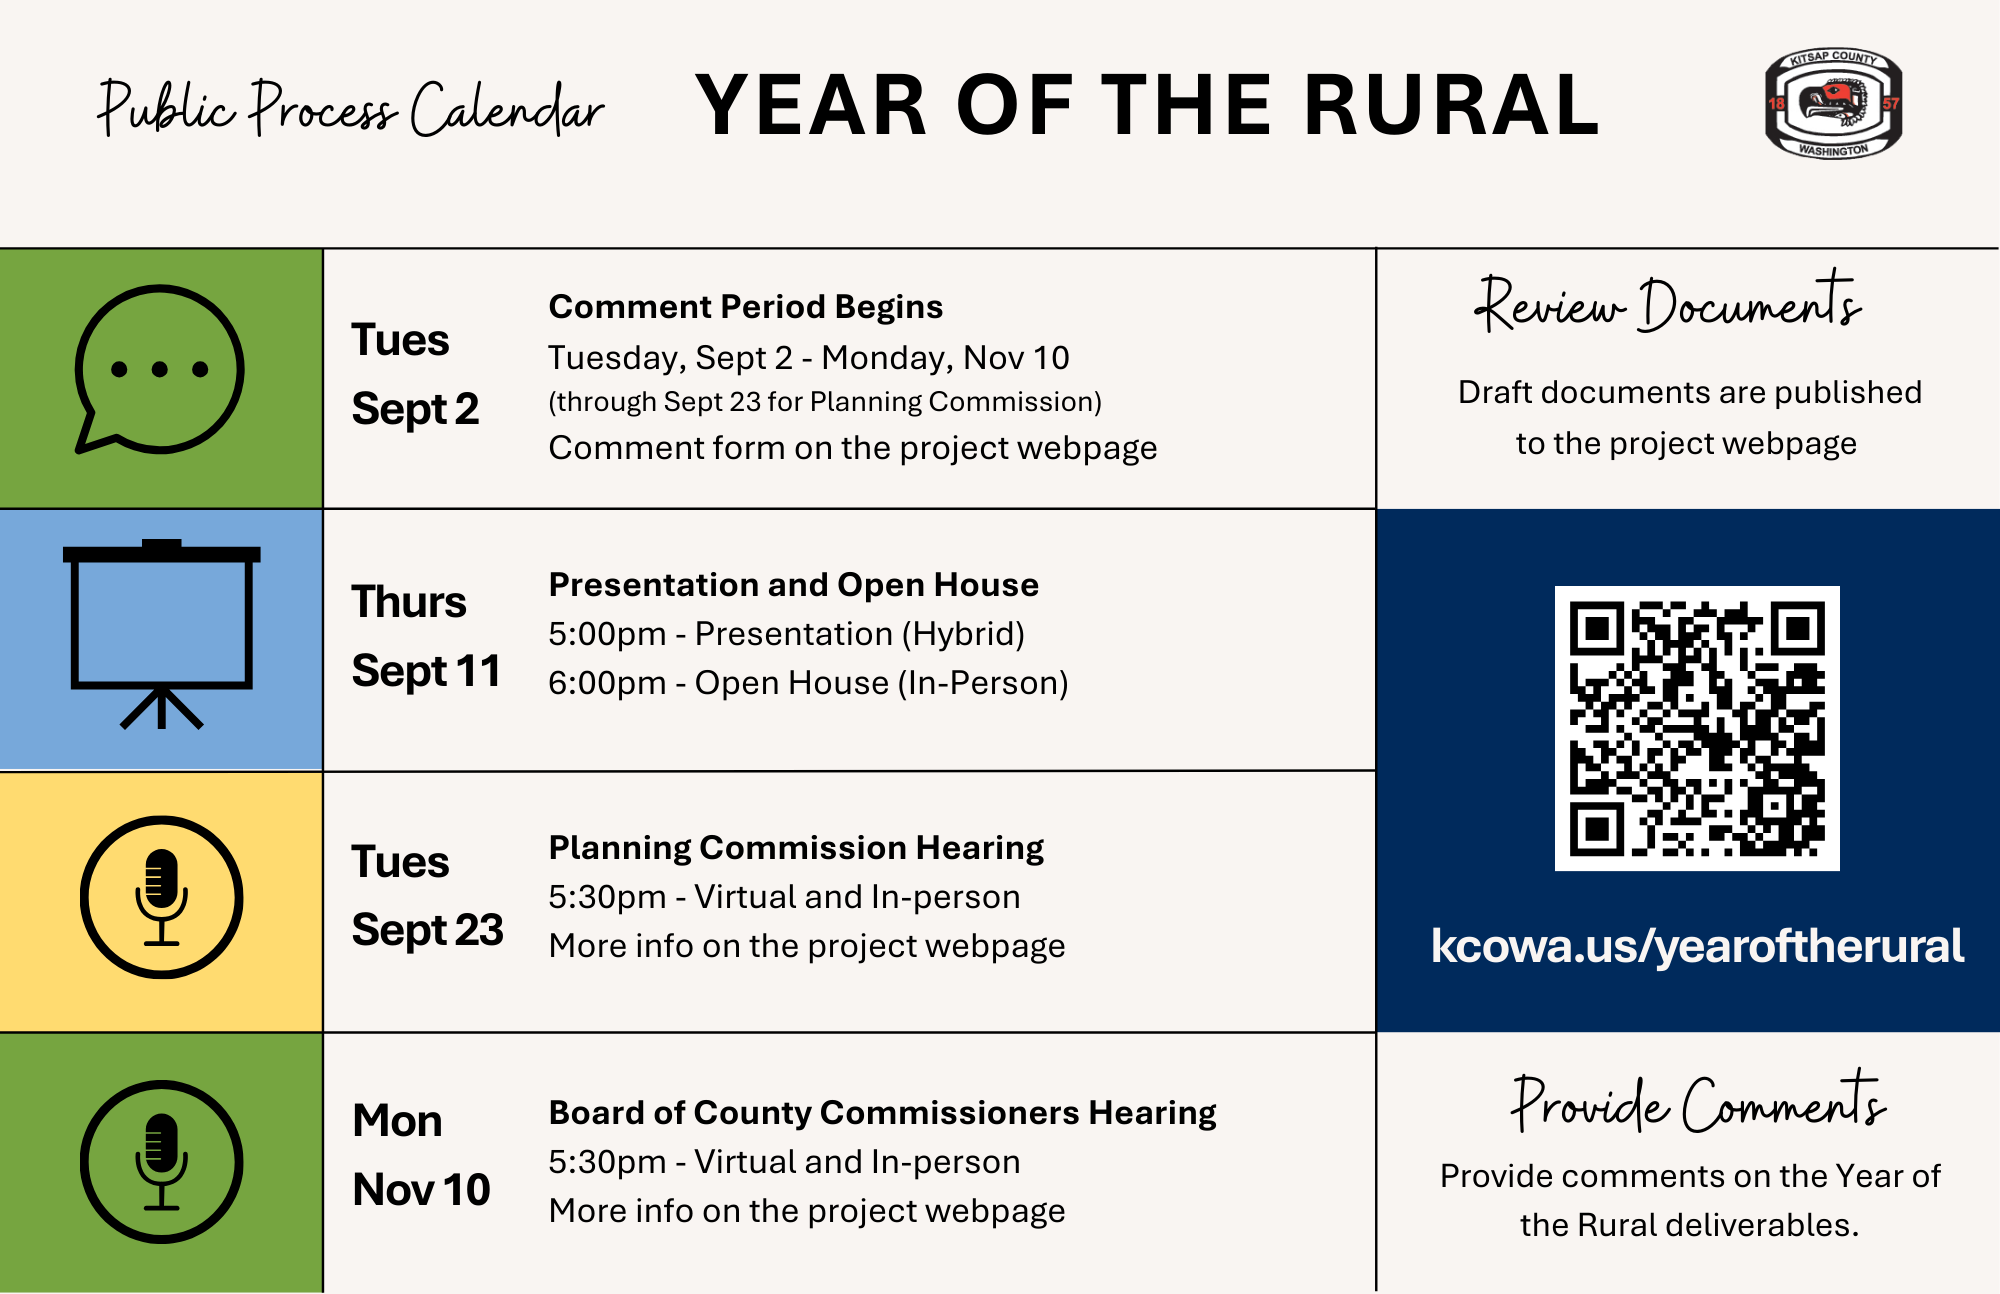 Public Process Calendar
YEAR OF THE RURAL
KITSAP COUNTY
18 57
WASHINGTON
Tues
Sept 2
Comment Period Begins
Tuesday, Sept 2 - Monday, Nov 10
(through Sept 23 for Planning Commission)
Comment form on the project webpage
Review Documents
Draft documents are published
to the project webpage
Thurs
Sept 11
Presentation and Open House
5:00pm - Presentation (Hybrid)
6:00pm - Open House (In-Person)
Tues
Sept 23
Planning Commission Hearing
5:30pm - Virtual and In-person
More info on the project webpage
kcowa.us/yearoftherural
Mon
Nov 10
Board of County Commissioners Hearing
5:30pm - Virtual and In-person
More info on the project webpage
Provide Comments
Provide comments on the Year of
the Rural deliverables.